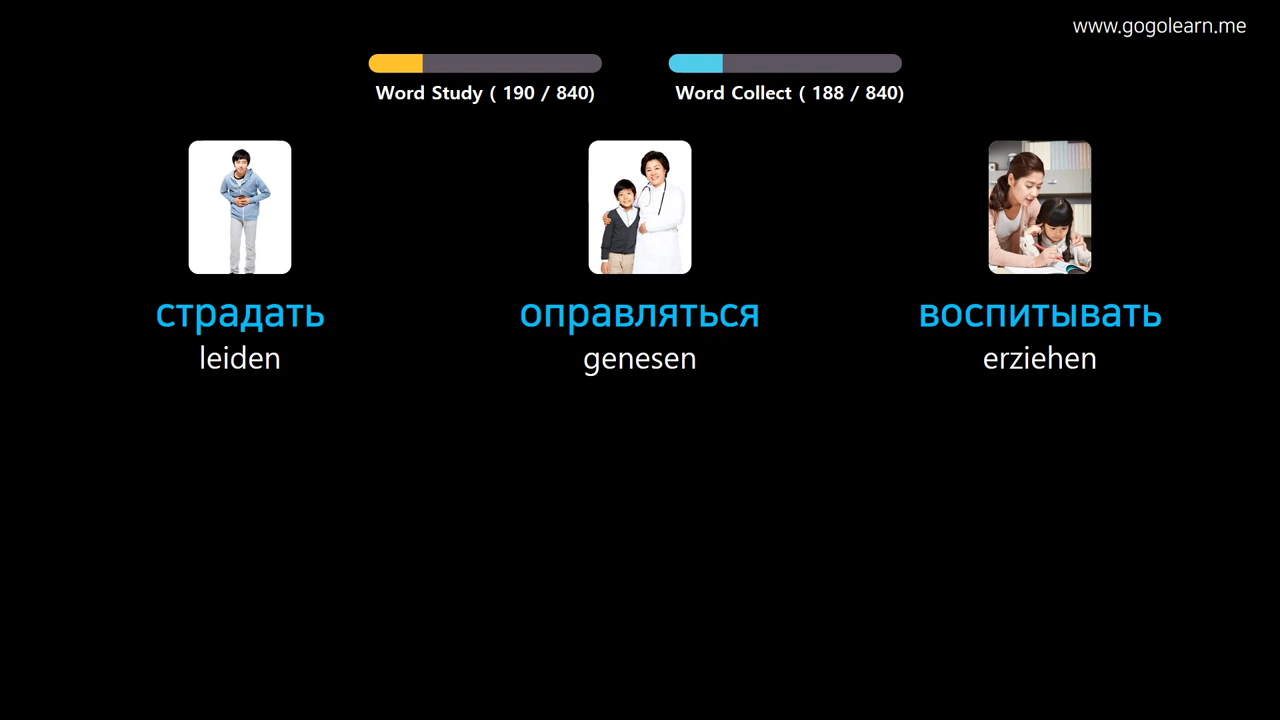 www.gogolearn.me
Word Study ( 190 / 840)
Word Collect ( 188 / 840)
страдать
оправляться
воспитывать
leiden
genesen
erziehen